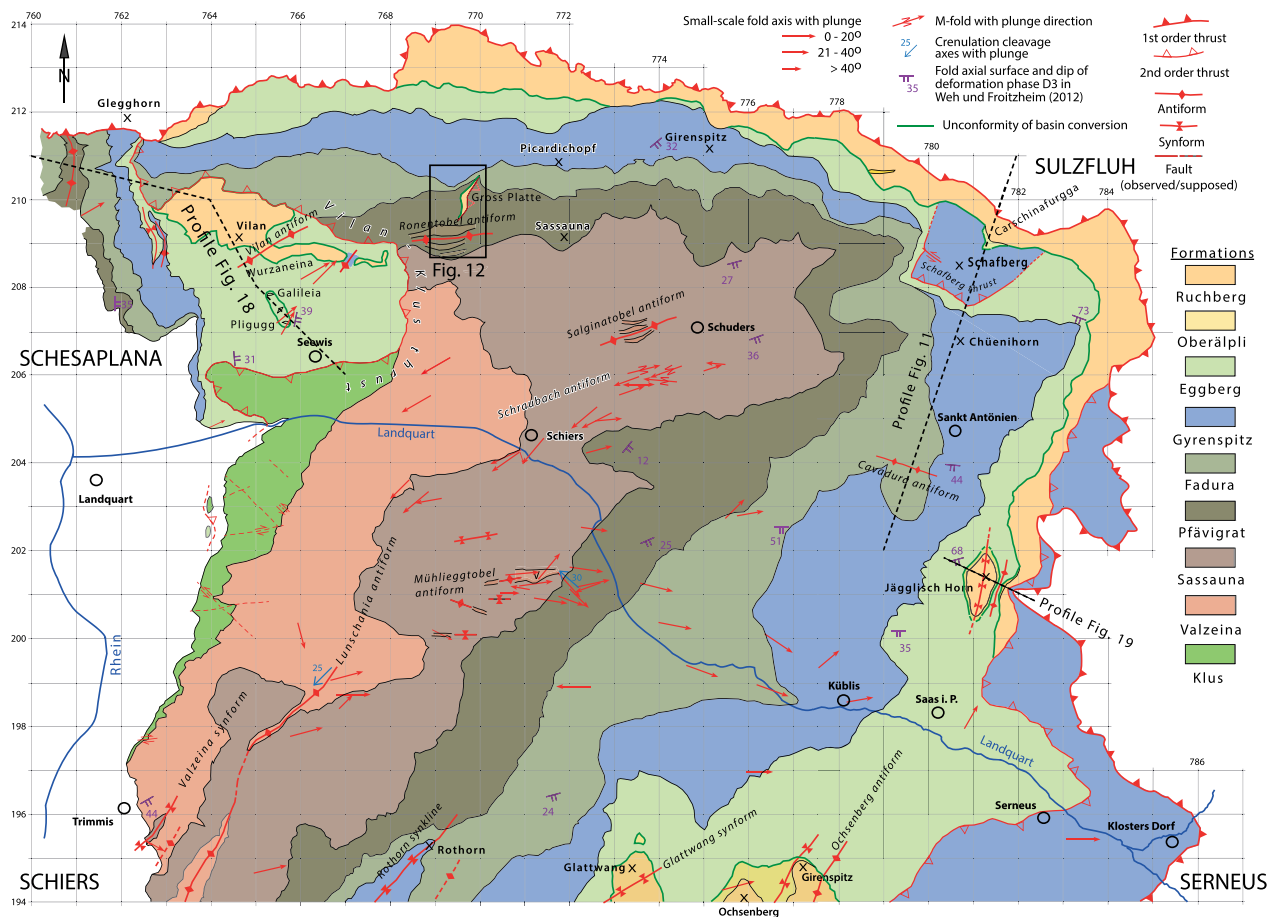 760
762
764
766
768
770
772
774
776
778
780
782
784
786
214
212
210
208
206
204
202
200
198
196
194
N
Small-scale fold axis with plunge
0 - 20º
21 - 40º
> 40º
M-fold with plunge direction
25
Crenulation cleavage
axes with plunge
35
Fold axial surface and dip of
deformation phase D3 in
Weh und Froitzheim (2012)
Unconformity of basin conversion
1st order thrust
2nd order thrust
Antiform
Synform
Fault
(observed/supposed)
Formations
Ruchberg
Oberälpli
Eggberg
Gyrenspitz
Fadura
Pfävigrat
Sassauna
Valzeina
Klus
SULZFLUH
SCHESAPLANA
SCHIERS
SERNEUS
Glegghorn
Picardichopf
Girenspitz
32
Gross Platte
Ronentobel antiform
Sassauna
Fig. 12
Vilan-Klus thrust
Vilan
Vilan antiform
Wurzaneina
Galileia
39
Pligugg
Seewis
31
35
Profile Fig. 18
27
Salginatobel antiform
Schuders
36
Schraubach antiform
Schiers
12
Landquart
Landquart
Rhein
Carschinafurgga
Schafberg
Schafberg thrust
73
Chüenihorn
Profile Fig. 11
Sankt Antönien
Cavadura antiform
44
51
25
68
Jägglisch Horn
Profile Fig. 19
35
Mühlieggtobel
antiform
V
30
Lunschania antiform
25
Valzeina synform
Küblis
Saas i. P.
Landquart
Serneus
Klosters Dorf
Trimmis
44
24
Rothorn synkline
Rothorn
Glattwang
Glattwang synform
Ochsenberg antiform
Girenspitz
Ochsenberg